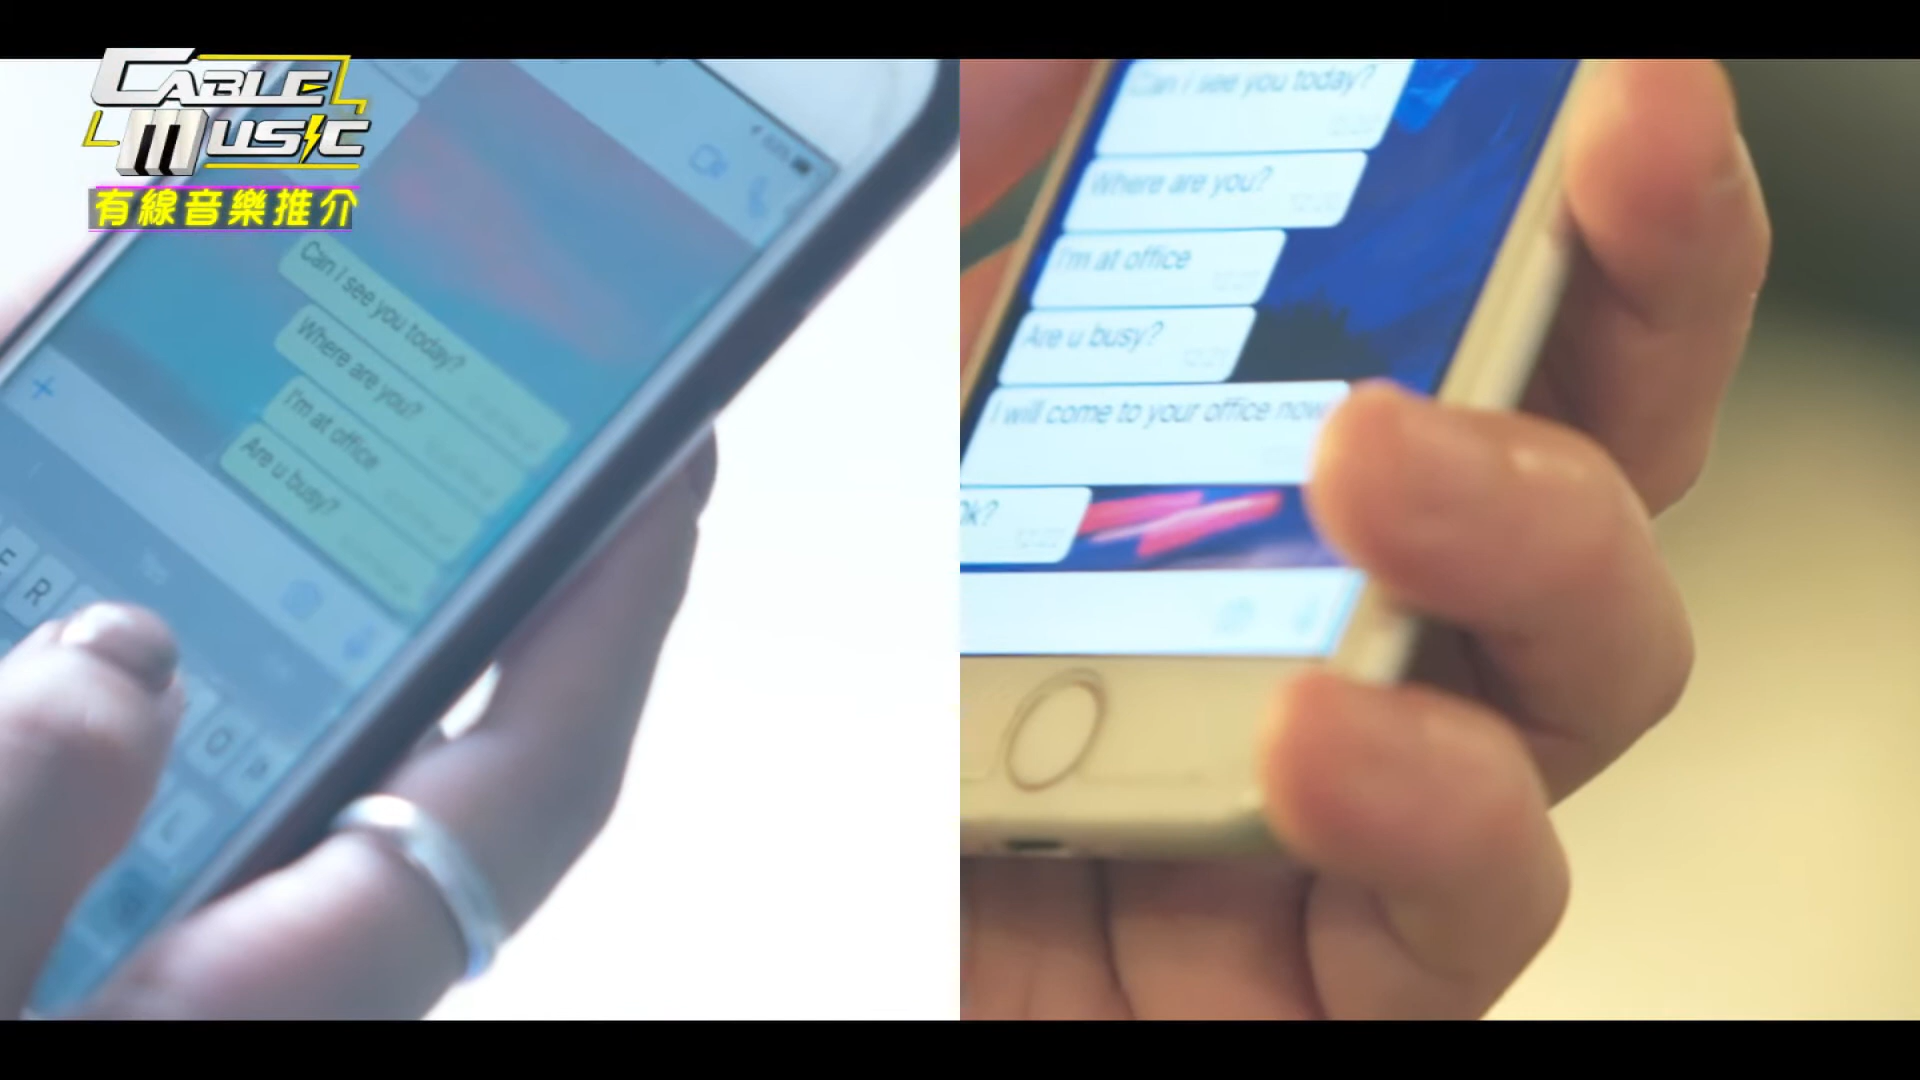 CABLE
MUSIC
有線音樂推介
Can I see you today?
Where are you?
I'm at office
Are u busy?
E R
O P
L
Can I see you today?
Where are you?
I'm at office
Are u busy?
I will come to your office now
Ok?